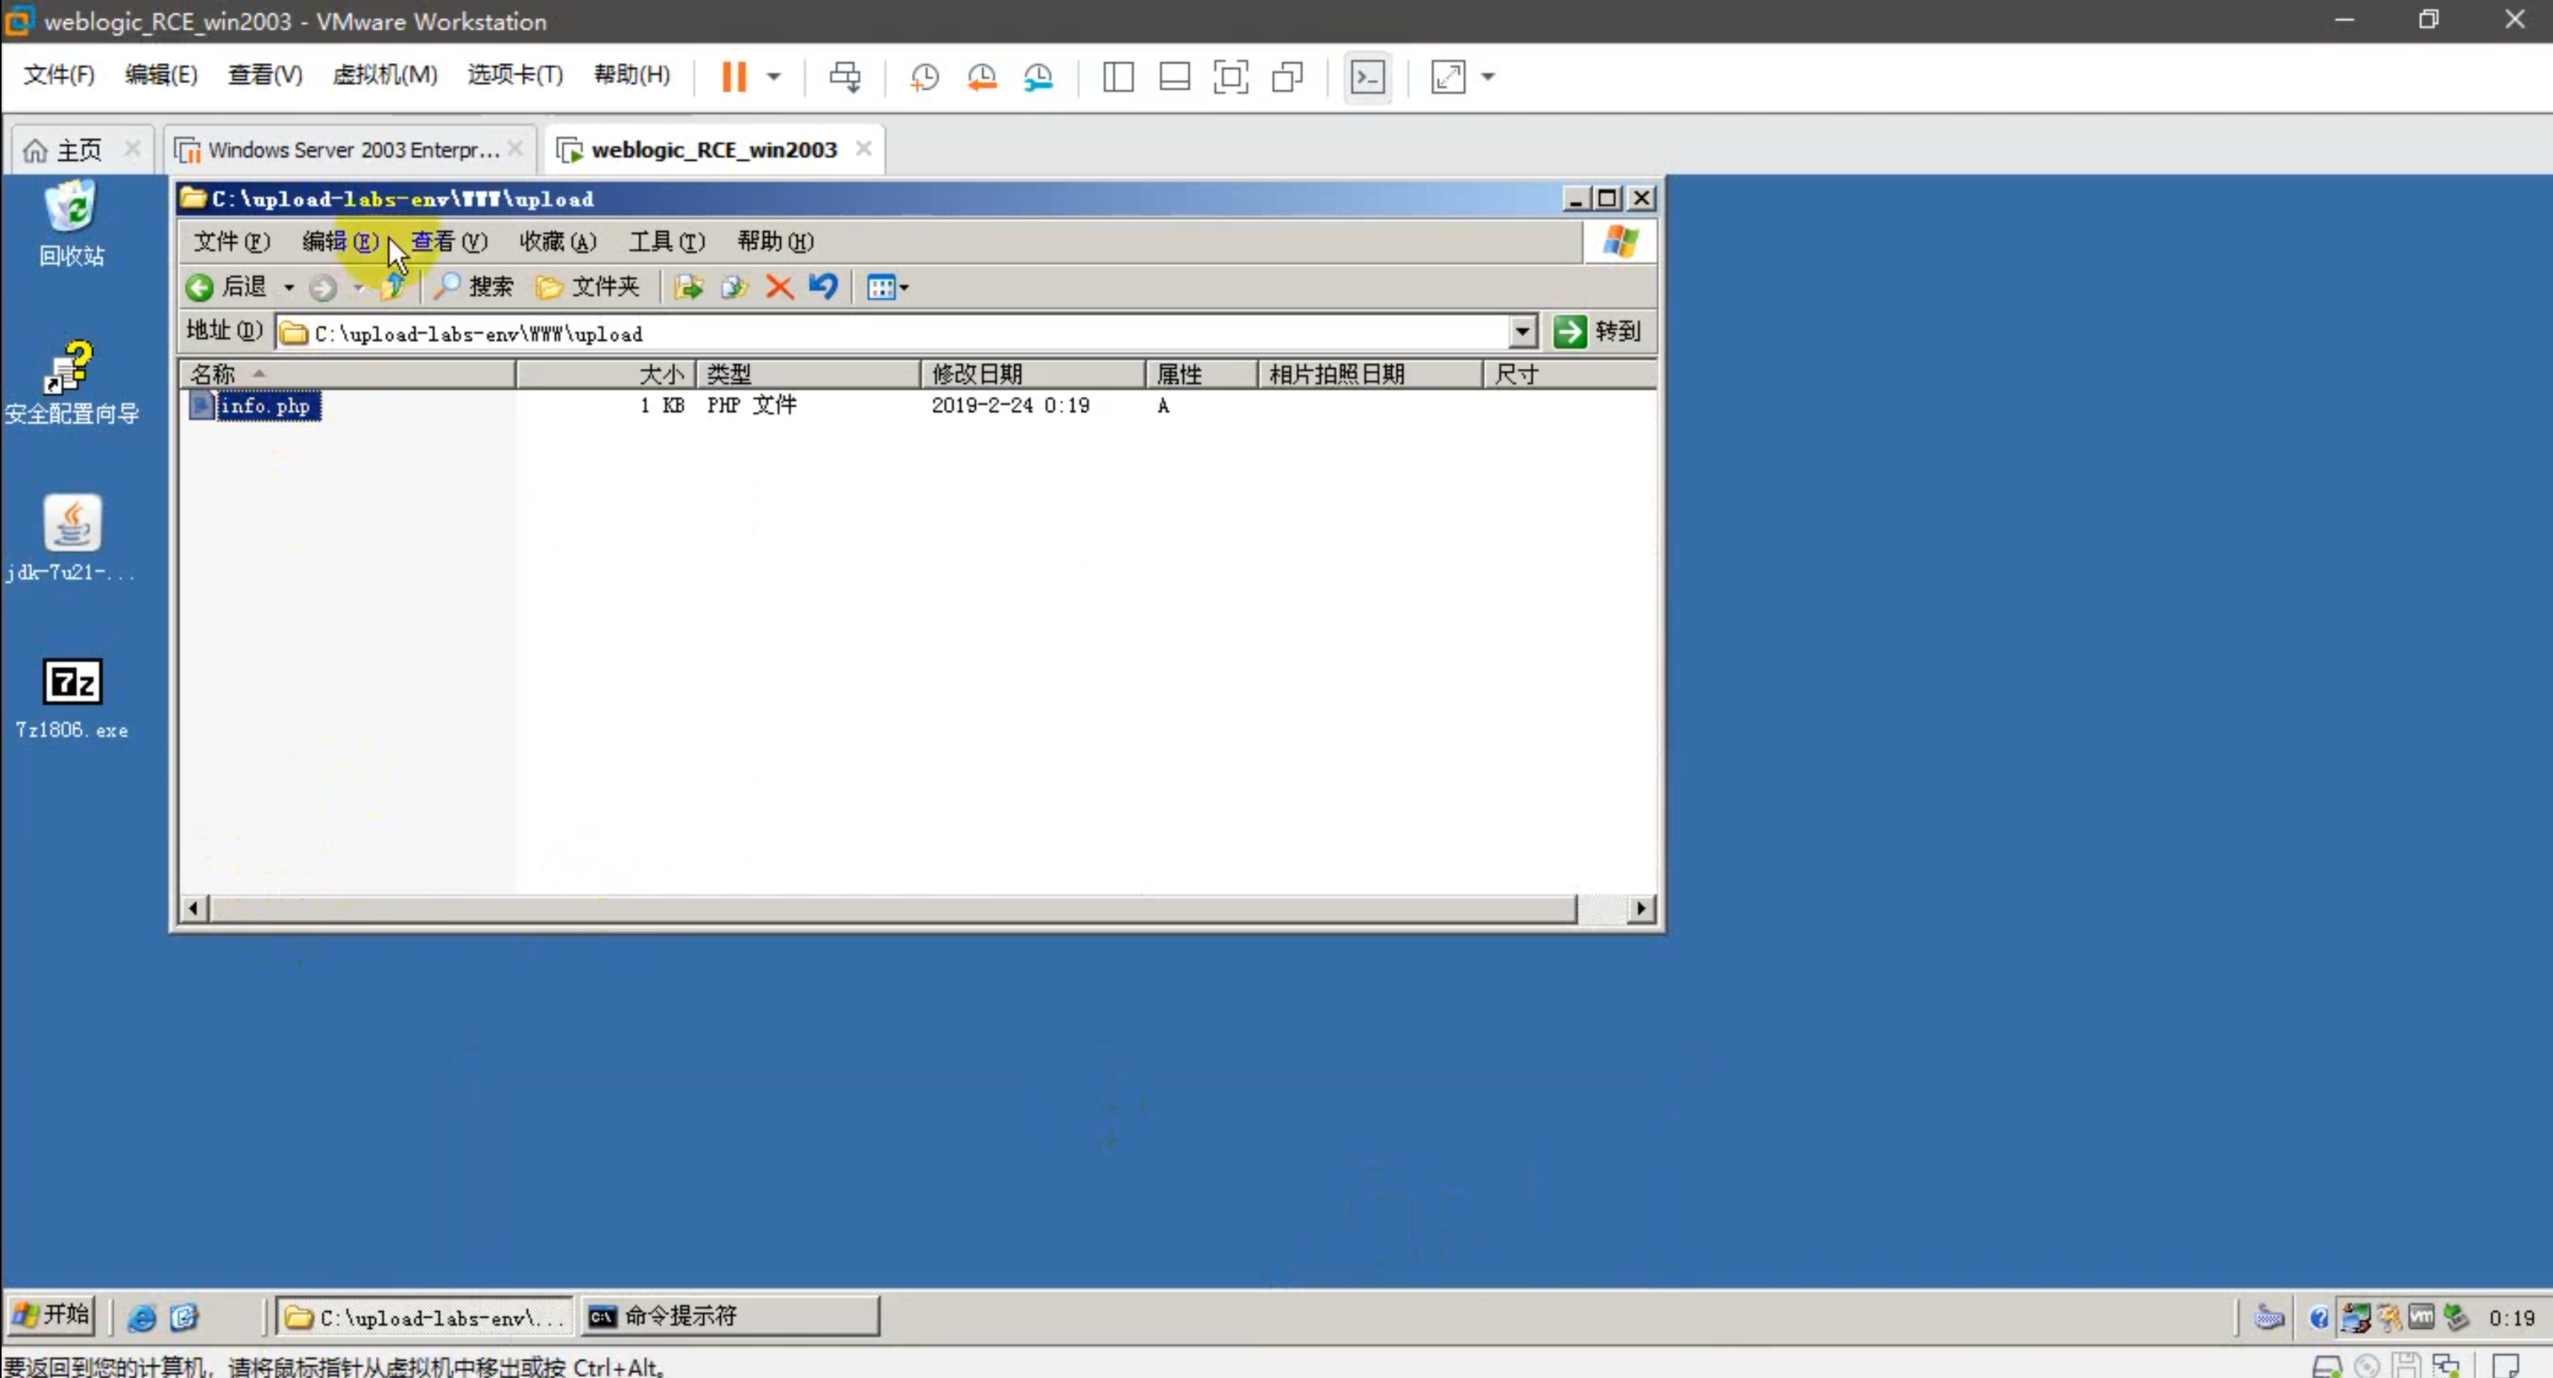 weblogic_RCE_win2003 - VMware Workstation
文件(F) 编辑(E) 查看(V) 虚拟机(M) 选项卡(T) 帮助(H)
主页 Windows Server 2003 Enterpr... weblogic_RCE_win2003
回收站
安全配置向导
jdk-7u21-...
7z
7z1806.exe
C:\upload-labs-env\WWW\upload
文件(F) 编辑(E) 查看(V) 收藏(A) 工具(T) 帮助(H)
后退 搜索 文件夹
地址(D) C:\upload-labs-env\WWW\upload 转到
名称 大小 类型 修改日期 属性 相片拍照日期 尺寸
info.php 1 KB PHP 文件 2019-2-24 0:19 A
开始 C:\upload-labs-env\... 命令提示符 0:19
要返回到您的计算机，请将鼠标指针从虚拟机中移出或按 Ctrl+Alt。